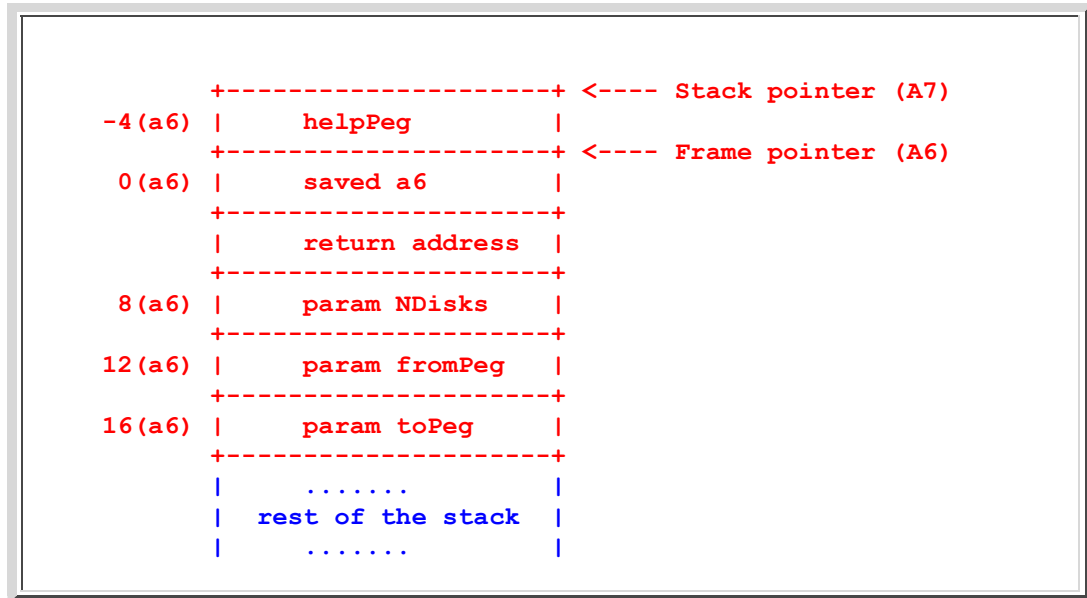 +---------------------+ <---- Stack pointer (A7)
-4(a6) | helpPeg |
+---------------------+ <---- Frame pointer (A6)
0(a6) | saved a6 |
+---------------------+
| return address |
+---------------------+
8(a6) | param NDisks |
+---------------------+
12(a6) | param fromPeg |
+---------------------+
16(a6) | param toPeg |
+---------------------+
| ....... |
| rest of the stack |
| ....... |